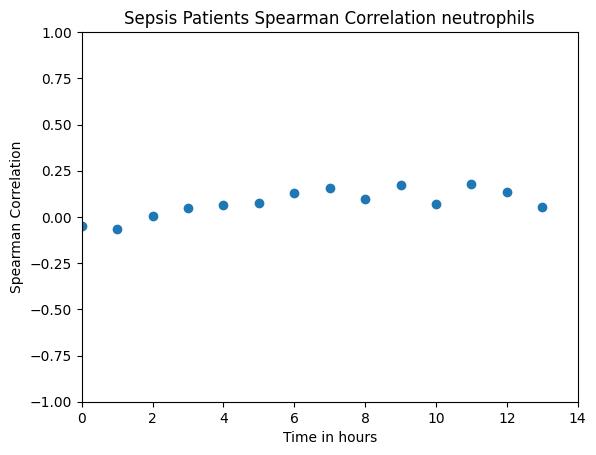 Sepsis Patients Spearman Correlation neutrophils
1.00
0.75
0.50
0.25
0.00
−0.25
−0.50
−0.75
−1.00
Spearman Correlation
0 2 4 6 8 10 12 14
Time in hours